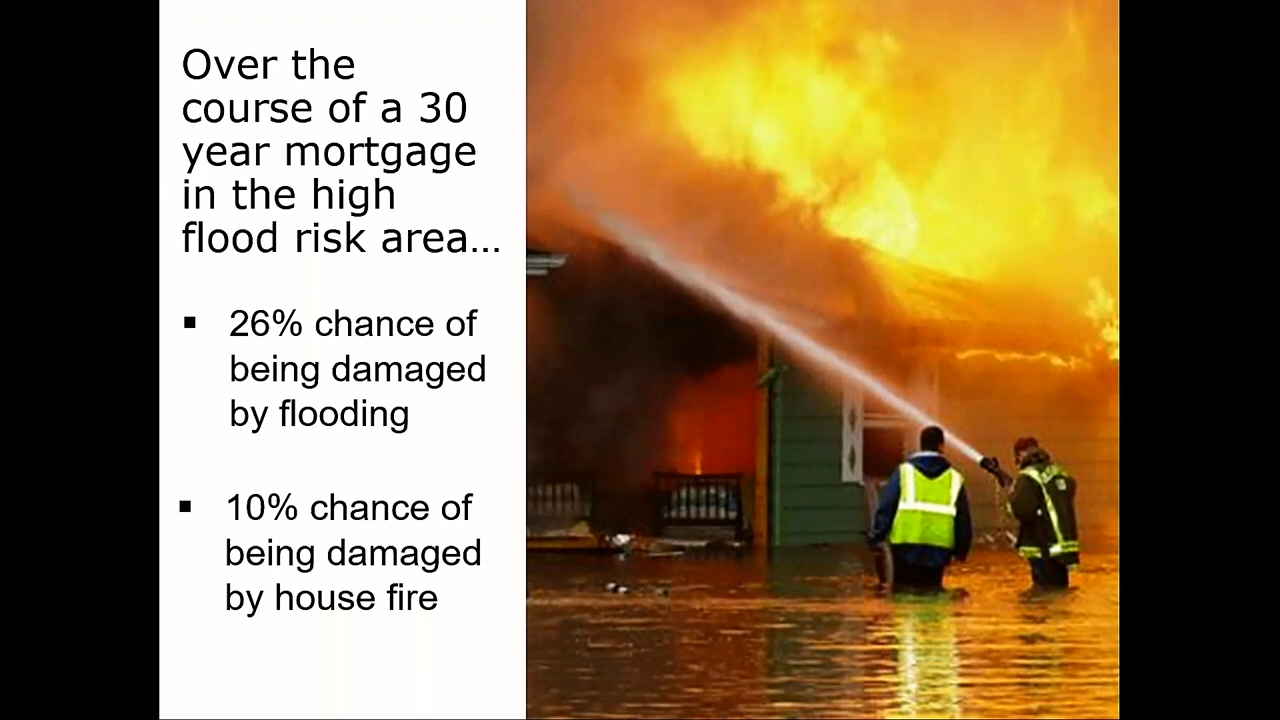 Over the
course of a 30
year mortgage
in the high
flood risk area…
▪ 26% chance of
being damaged
by flooding
▪ 10% chance of
being damaged
by house fire